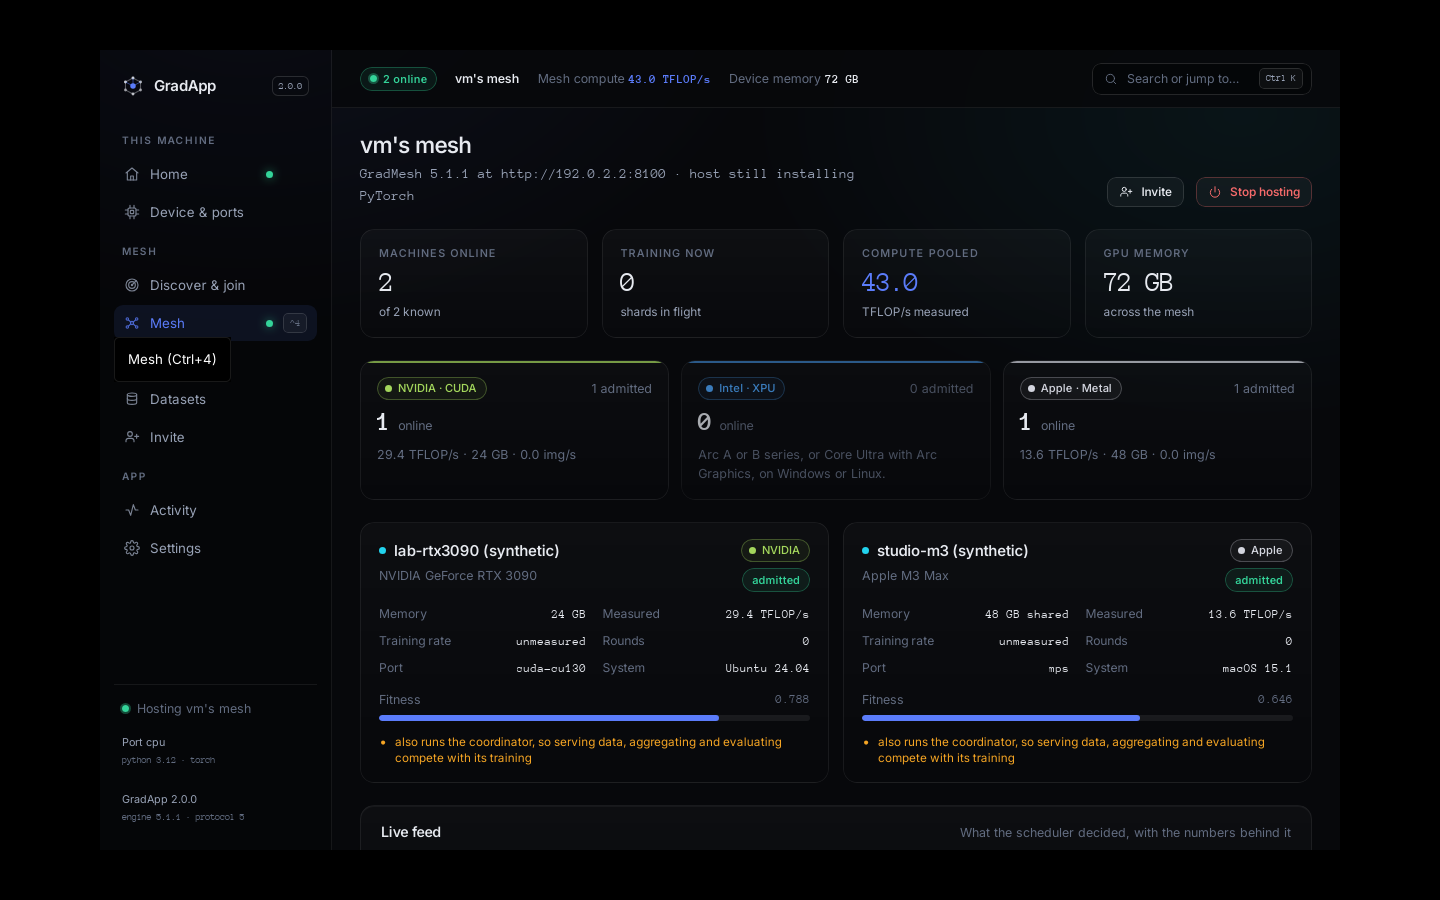 GradApp
2.0.0
THIS MACHINE
Home
Device & ports
MESH
Discover & join
Mesh
^4
Mesh (Ctrl+4)
Datasets
Invite
APP
Activity
Settings
Hosting vm's mesh
Port cpu
python 3.12 · torch
GradApp 2.0.0
engine 5.1.1 · protocol 5
2 online
vm's mesh
Mesh compute 43.0 TFLOP/s
Device memory 72 GB
Search or jump to...
Ctrl K
vm's mesh
GradMesh 5.1.1 at http://192.0.2.2:8100 · host still installing
PyTorch
Invite
Stop hosting
MACHINES ONLINE
2
of 2 known
TRAINING NOW
0
shards in flight
COMPUTE POOLED
43.0
TFLOP/s measured
GPU MEMORY
72 GB
across the mesh
NVIDIA · CUDA
1 admitted
1 online
29.4 TFLOP/s · 24 GB · 0.0 img/s
Intel · XPU
0 admitted
0 online
Arc A or B series, or Core Ultra with Arc
Graphics, on Windows or Linux.
Apple · Metal
1 admitted
1 online
13.6 TFLOP/s · 48 GB · 0.0 img/s
lab-rtx3090 (synthetic)
NVIDIA
NVIDIA GeForce RTX 3090
admitted
Memory 24 GB Measured 29.4 TFLOP/s
Training rate unmeasured Rounds 0
Port cuda-cu130 System Ubuntu 24.04
Fitness 0.788
• also runs the coordinator, so serving data, aggregating and evaluating
compete with its training
studio-m3 (synthetic)
Apple
Apple M3 Max
admitted
Memory 48 GB shared Measured 13.6 TFLOP/s
Training rate unmeasured Rounds 0
Port mps System macOS 15.1
Fitness 0.646
• also runs the coordinator, so serving data, aggregating and evaluating
compete with its training
Live feed
What the scheduler decided, with the numbers behind it